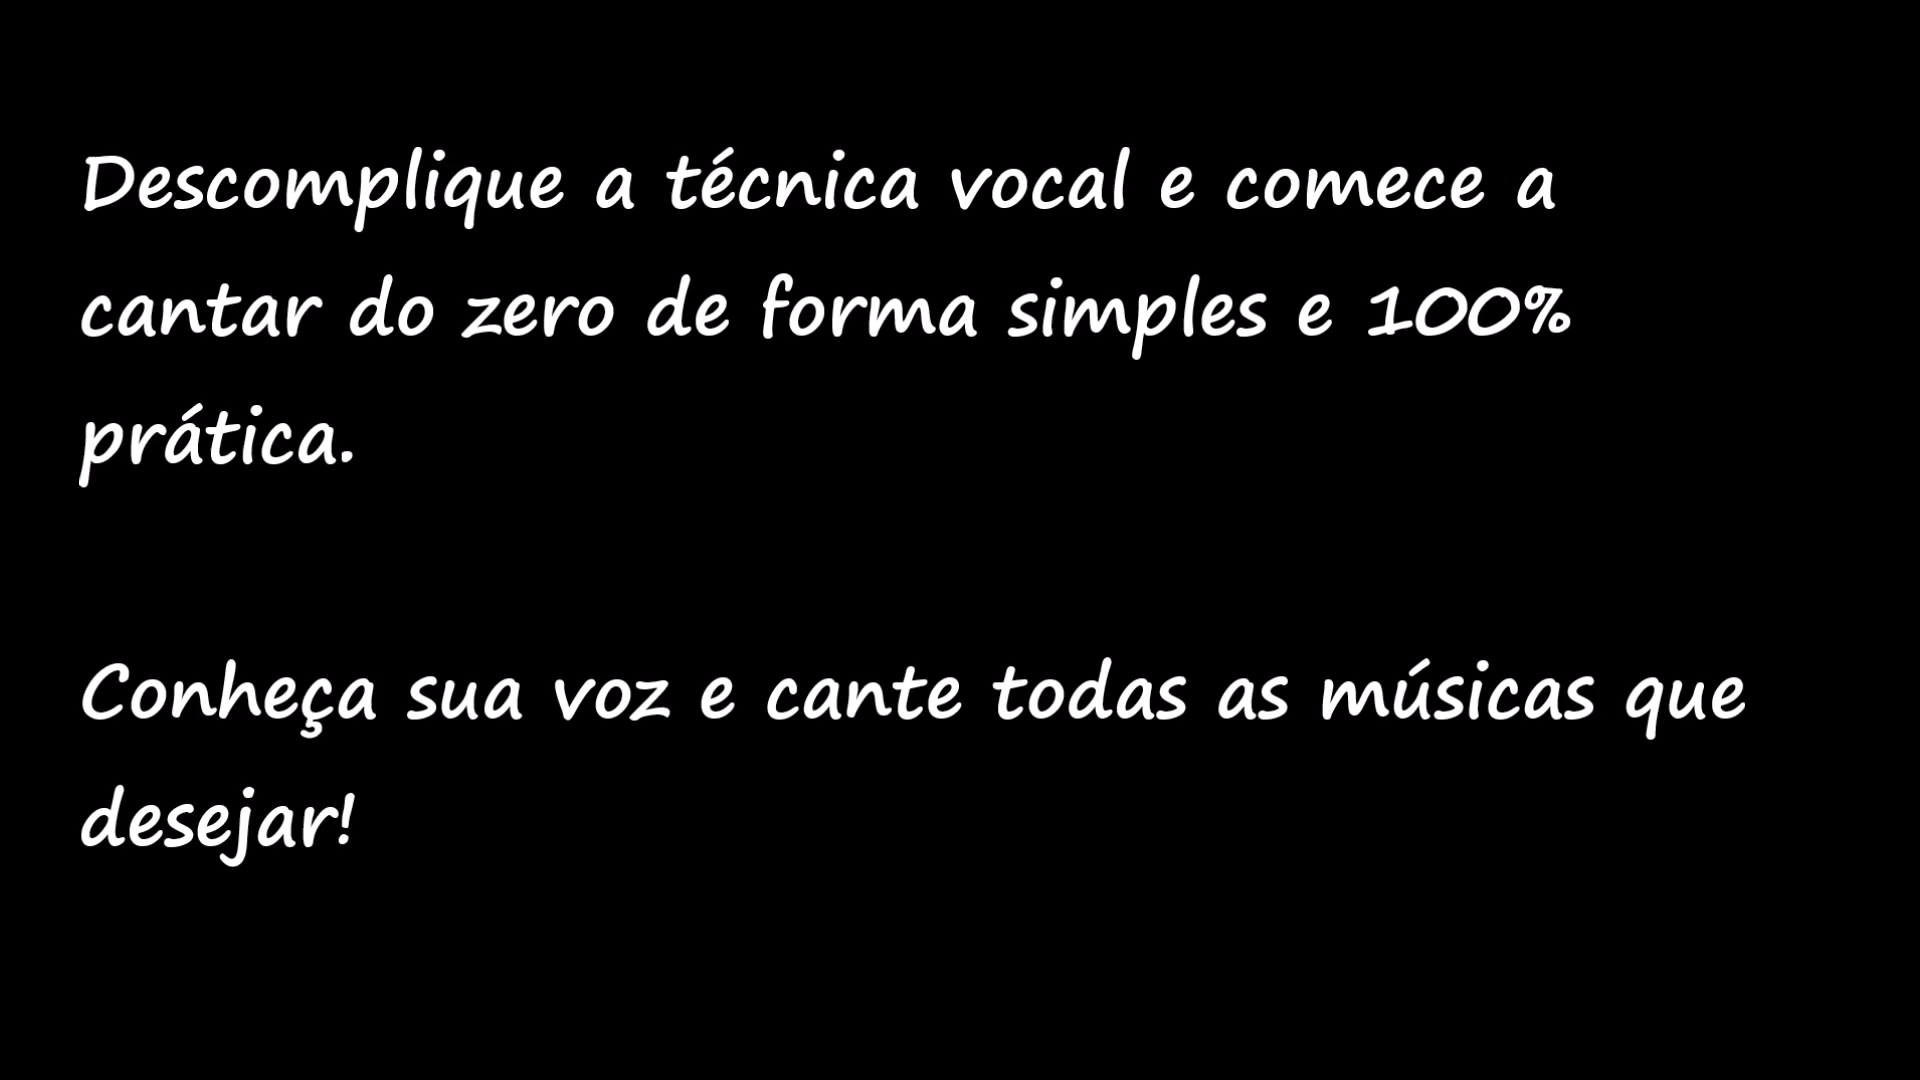 Descomplique a técnica vocal e comece a
cantar do zero de forma simples e 100%
prática.
Conheça sua voz e cante todas as músicas que
desejar!